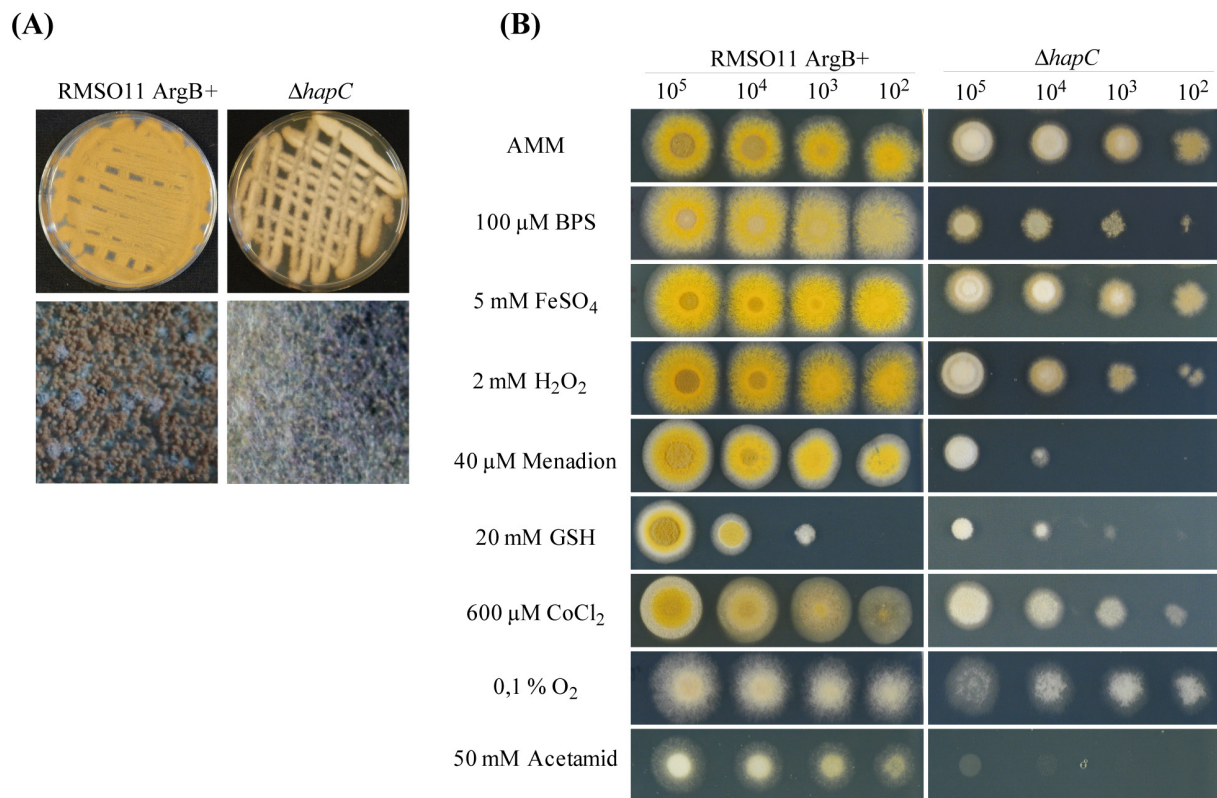 (A)
(B)
RMSO11 ArgB+
ΔhapC
RMSO11 ArgB+
ΔhapC
10⁵ 10⁴ 10³ 10²
10⁵ 10⁴ 10³ 10²
AMM
100 µM BPS
5 mM FeSO₄
2 mM H₂O₂
40 µM Menadion
20 mM GSH
600 µM CoCl₂
0,1 % O₂
50 mM Acetamid